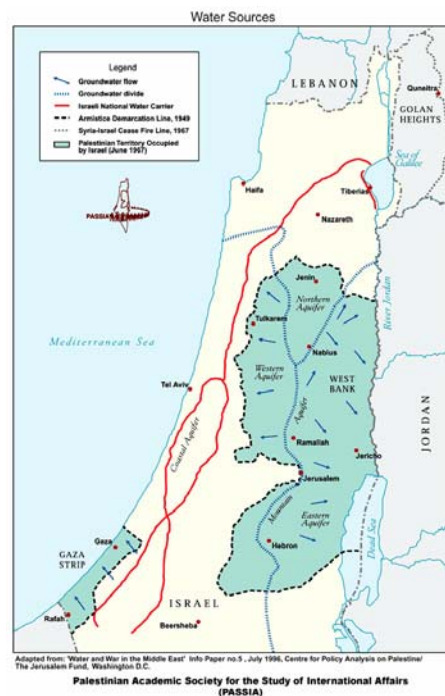 Water Sources
Legend
Groundwater flow
Groundwater divide
Israeli National Water Carrier
Armistice Demarcation Line, 1949
Syria-Israel Cease Fire Line, 1967
Palestinian Territory Occupied
by Israel (June 1967)
LEBANON
Quneitra
GOLAN
HEIGHTS
Sea of
Galilee
Haifa
Tiberias
Nazareth
PASSIA
Jenin
Northern
Aquifer
Tulkarem
River Jordan
Mediterranean Sea
Nablus
Western
Aquifer
WEST
BANK
Tel Aviv
Coastal Aquifer
Aquifer
JORDAN
Ramallah
Jericho
Jerusalem
Mountain
Eastern
Aquifer
Dead Sea
Gaza
GAZA
STRIP
Hebron
Rafah
ISRAEL
Beersheba
Adapted from: 'Water and War in the Middle East' Info Paper no.5 , July 1996, Centre for Policy Analysis on Palestine/
The Jerusalem Fund, Washington D.C.
Palestinian Academic Society for the Study of International Affairs
(PASSIA)